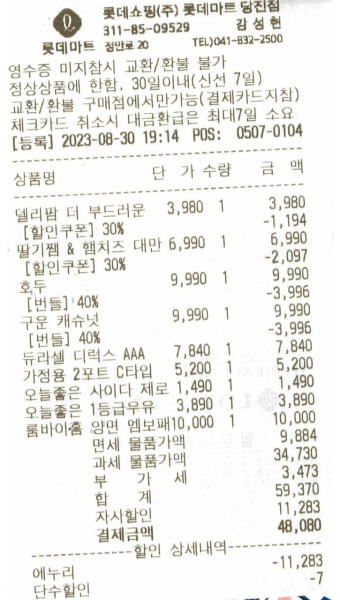 롯데쇼핑(주) 롯데마트 당진점
311-85-09529 김성현
롯데마트 정안로 20 TEL)041-832-2500
영수증 미지참시 교환/환불 불가
정상상품에 한함, 30일이내(신선 7일)
교환/환불 구매점에서만가능(결제카드지참)
체크카드 취소시 대금환급은 최대7일 소요
[등록] 2023-08-30 19:14 POS: 0507-0104
상품명 단 가 수량 금 액
델리팜 더 부드러운 3,980 1 3,980
[할인쿠폰] 30% -1,194
딸기쨈 & 햄치즈 대만 6,990 1 6,990
[할인쿠폰] 30% -2,097
호두 9,990 1 9,990
[번들] 40% -3,996
구운 캐슈넛 9,990 1 9,990
[번들] 40% -3,996
듀라셀 디럭스 AAA 7,840 1 7,840
가정용 2포트 C타입 5,200 1 5,200
오늘좋은 사이다 제로 1,490 1 1,490
오늘좋은 1등급우유 3,890 1 3,890
룸바이홈 양면 엠보패 10,000 1 10,000
면세 물품가액 9,884
과세 물품가액 34,730
부 가 세 3,473
합 계 59,370
자사할인 11,283
결제금액 48,080
할인 상세내역
에누리 -11,283
단수할인 -7